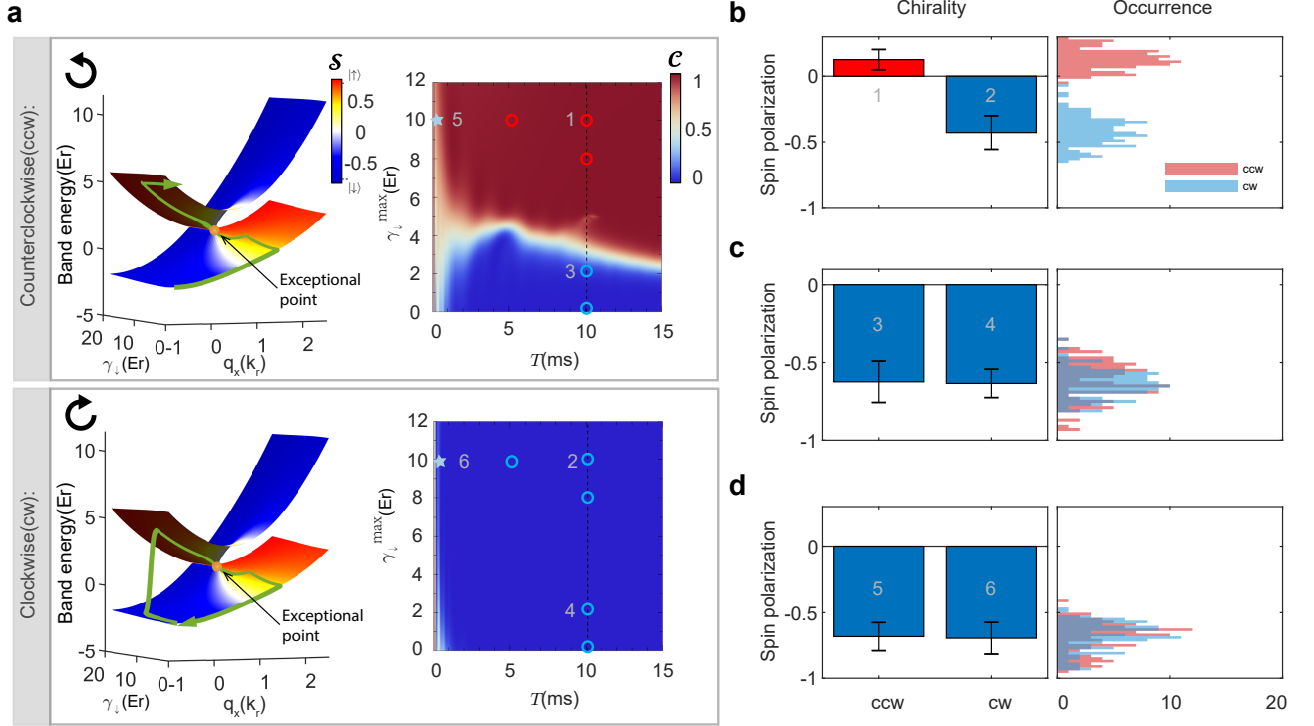 a
Counterclockwise(ccw):
Band energy(Er)
10
5
0
-5
20
10
0
-1
0
1
2
γ↓(Er)
qx(kr)
Exceptional
point
S
|↑⟩
0.5
0
-0.5
|↓⟩
γ↓max(Er)
12
10
8
6
4
2
0
0
5
10
15
T(ms)
5
1
3
C
1
0.5
0
Clockwise(cw):
Band energy(Er)
10
5
0
-5
20
10
0
-1
0
1
2
γ↓(Er)
qx(kr)
Exceptional
point
γ↓max(Er)
12
10
8
6
4
2
0
0
5
10
15
T(ms)
6
2
4
b
Chirality
Occurrence
Spin polarization
0
-0.5
-1
1
2
ccw
cw
c
Spin polarization
0
-0.5
-1
3
4
d
Spin polarization
0
-0.5
-1
5
6
ccw
cw
0
10
20